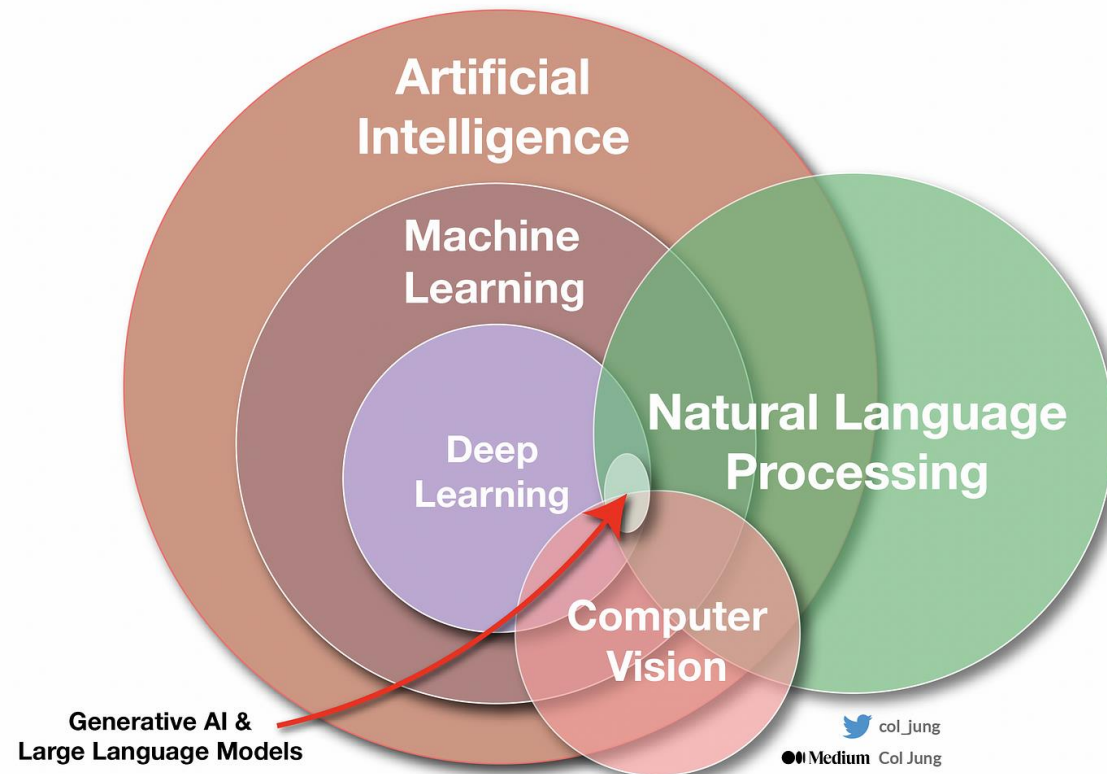 Artificial
Intelligence
Machine
Learning
Deep
Learning
Natural Language
Processing
Computer
Vision
Generative AI &
Large Language Models
col_jung
Medium Col Jung